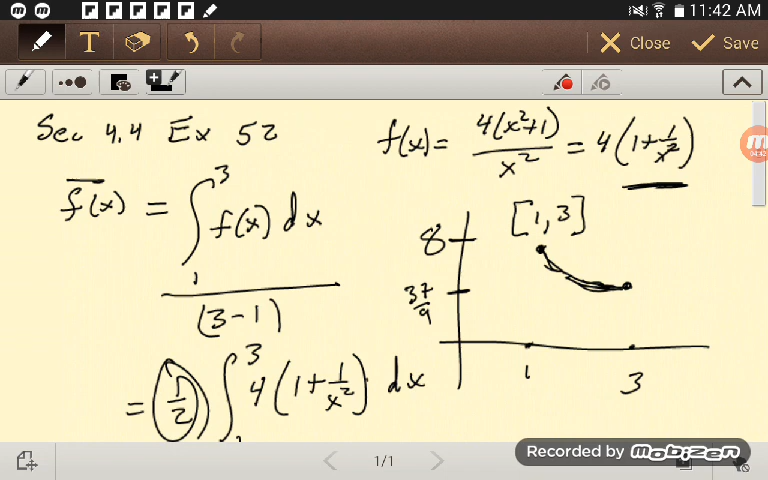 11:42 AM
T
Close
Save
Sec 4.4 Ex 52
f(x) = 4(x²+1)/x² = 4(1+1/x²)
[1,3]
f̅(̅x̅)̅ = ∫₁³ f(x) dx / (3-1)
8
37/9
1 3
= (1/2) ∫₁³ 4(1+1/x²) dx
Recorded by
Mobizen
04:42
1/1